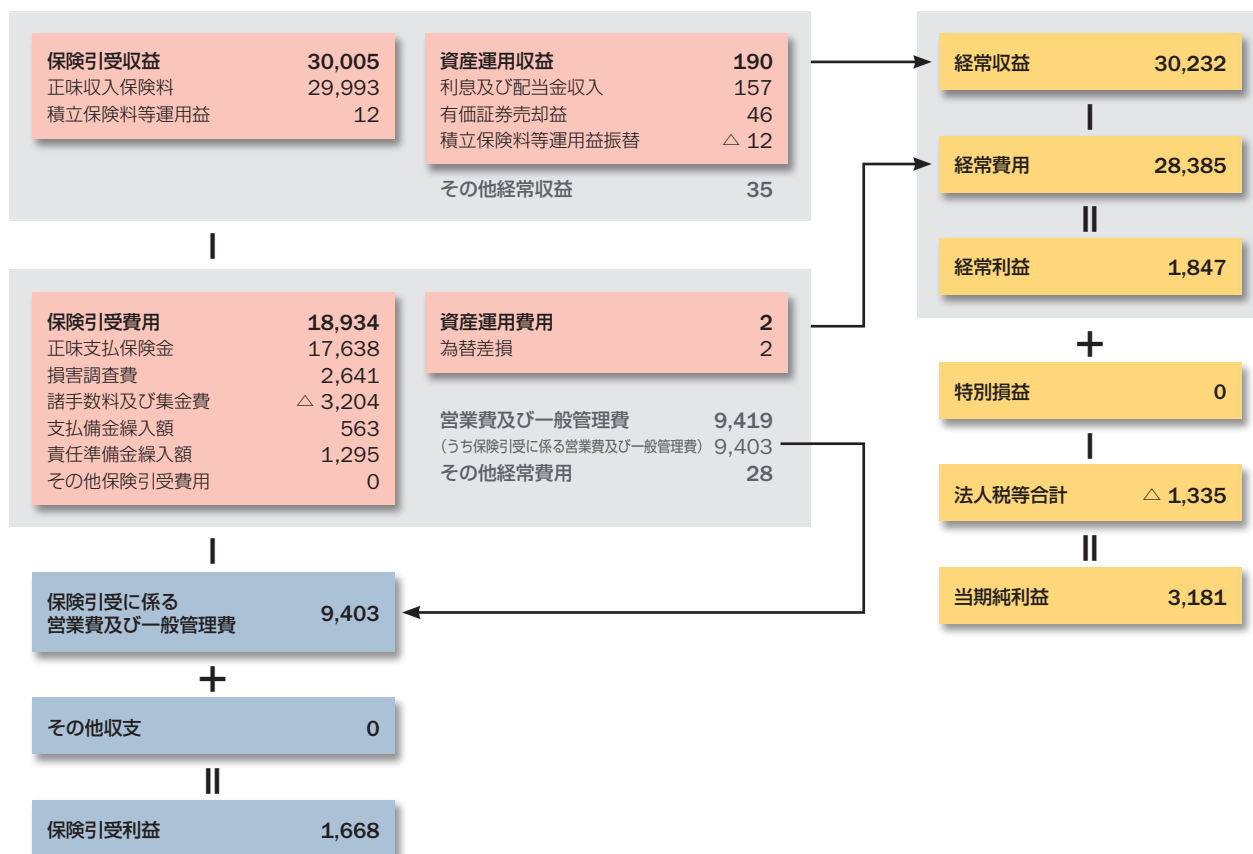 保険引受収益 30,005
正味収入保険料 29,993
積立保険料等運用益 12
資産運用収益 190
利息及び配当金収入 157
有価証券売却益 46
積立保険料等運用益振替 △ 12
その他経常収益 35
−
保険引受費用 18,934
正味支払保険金 17,638
損害調査費 2,641
諸手数料及び集金費 △ 3,204
支払備金繰入額 563
責任準備金繰入額 1,295
その他保険引受費用 0
資産運用費用 2
為替差損 2
営業費及び一般管理費 9,419
(うち保険引受に係る営業費及び一般管理費) 9,403
その他経常費用 28
−
保険引受に係る
営業費及び一般管理費 9,403
+
その他収支 0
=
保険引受利益 1,668
経常収益 30,232
−
経常費用 28,385
=
経常利益 1,847
+
特別損益 0
−
法人税等合計 △ 1,335
=
当期純利益 3,181